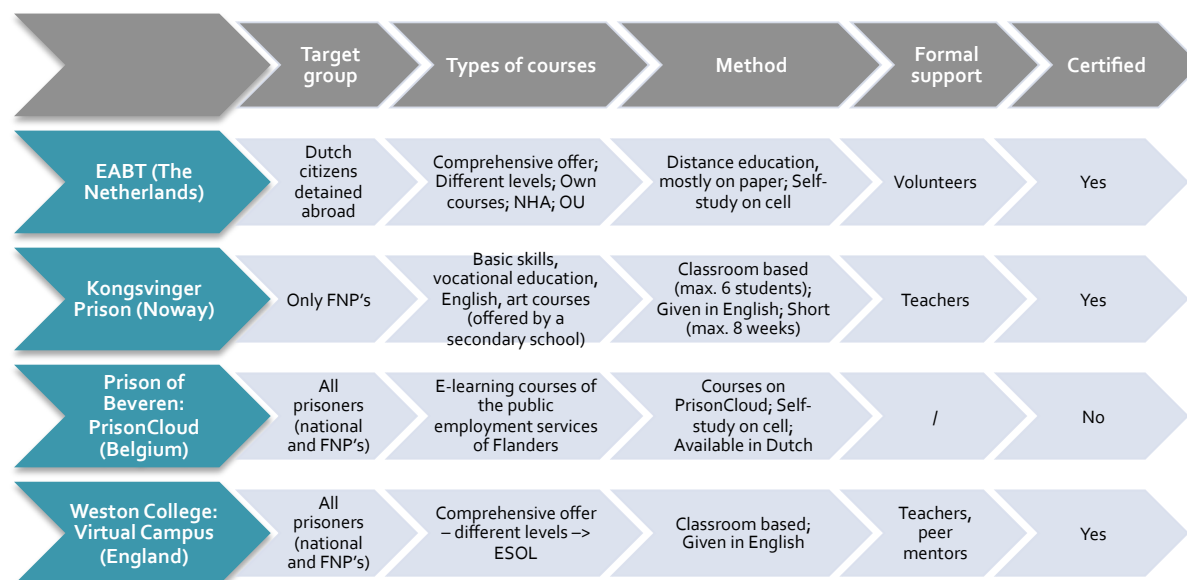 Target
group
Types of courses
Method
Formal
support
Certified
EABT (The
Netherlands)
Dutch
citizens
detained
abroad
Comprehensive offer;
Different levels; Own
courses; NHA; OU
Distance education,
mostly on paper; Self-
study on cell
Volunteers
Yes
Kongsvinger
Prison (Noway)
Only FNP's
Basic skills,
vocational education,
English, art courses
(offered by a
secondary school)
Classroom based
(max. 6 students);
Given in English; Short
(max. 8 weeks)
Teachers
Yes
Prison of
Beveren:
PrisonCloud
(Belgium)
All
prisoners
(national
and FNP's)
E-learning courses of
the public
employment services
of Flanders
Courses on
PrisonCloud; Self-
study on cell;
Available in Dutch
/
No
Weston College:
Virtual Campus
(England)
All
prisoners
(national
and FNP's)
Comprehensive offer
– different levels –>
ESOL
Classroom based;
Given in English
Teachers,
peer
mentors
Yes